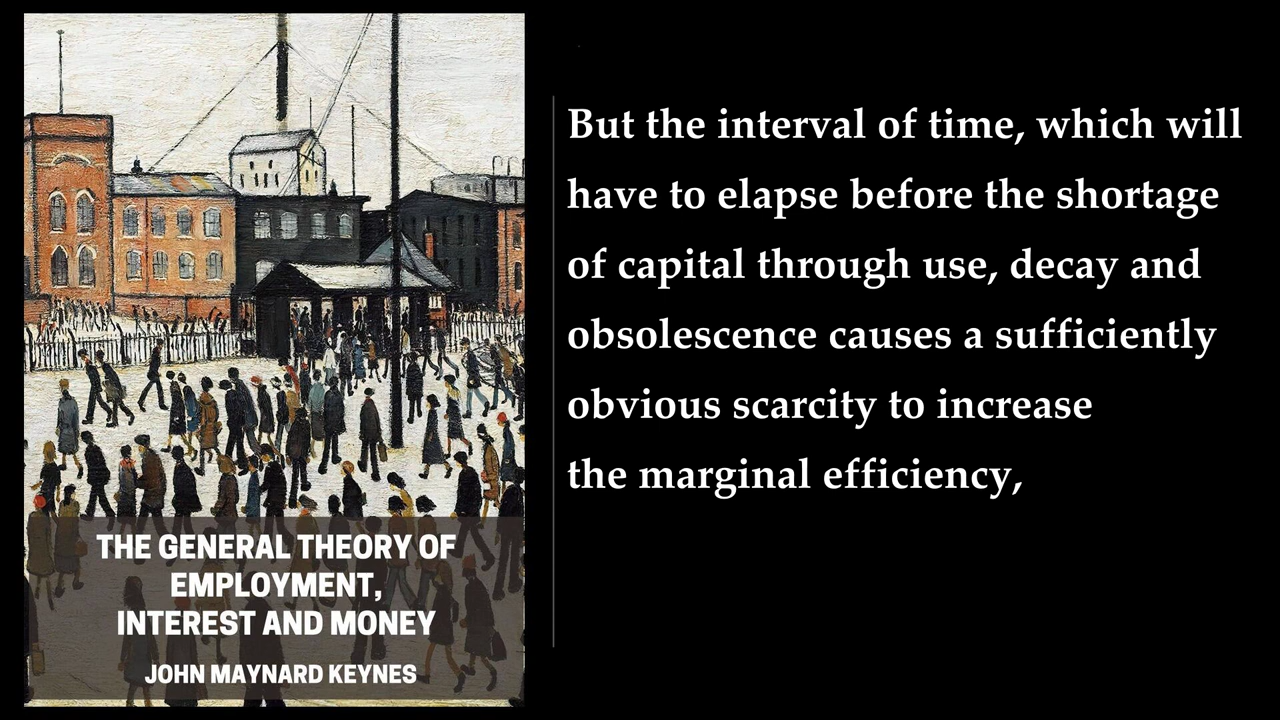 THE GENERAL THEORY OF
EMPLOYMENT,
INTEREST AND MONEY
JOHN MAYNARD KEYNES
But the interval of time, which will
have to elapse before the shortage
of capital through use, decay and
obsolescence causes a sufficiently
obvious scarcity to increase
the marginal efficiency,